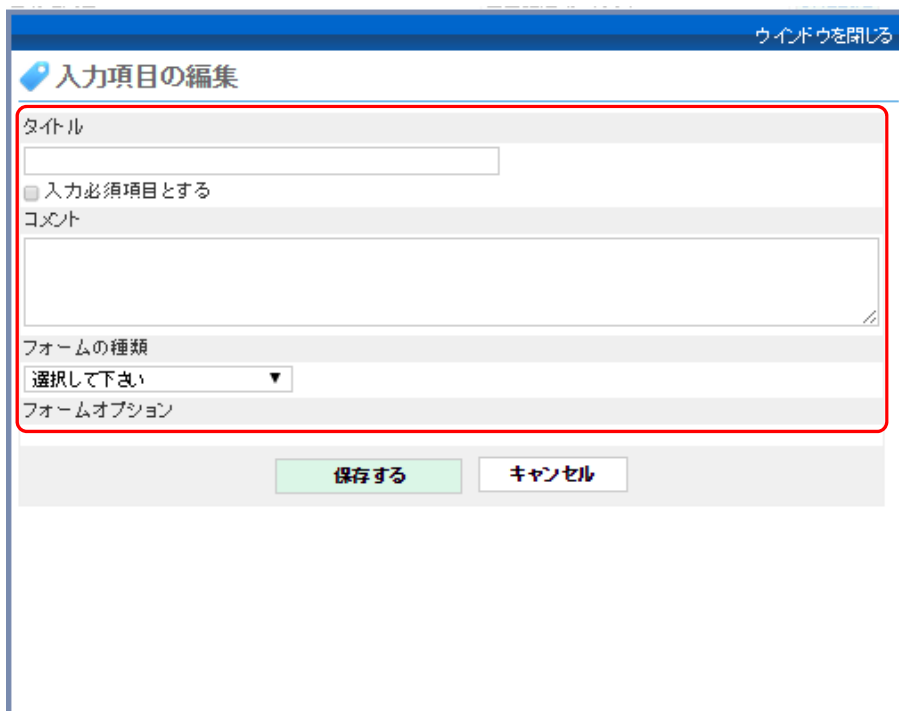 ウインドウを閉じる
入力項目の編集
タイトル
入力必須項目とする
コメント
フォームの種類
選択して下さい
フォームオプション
保存する
キャンセル